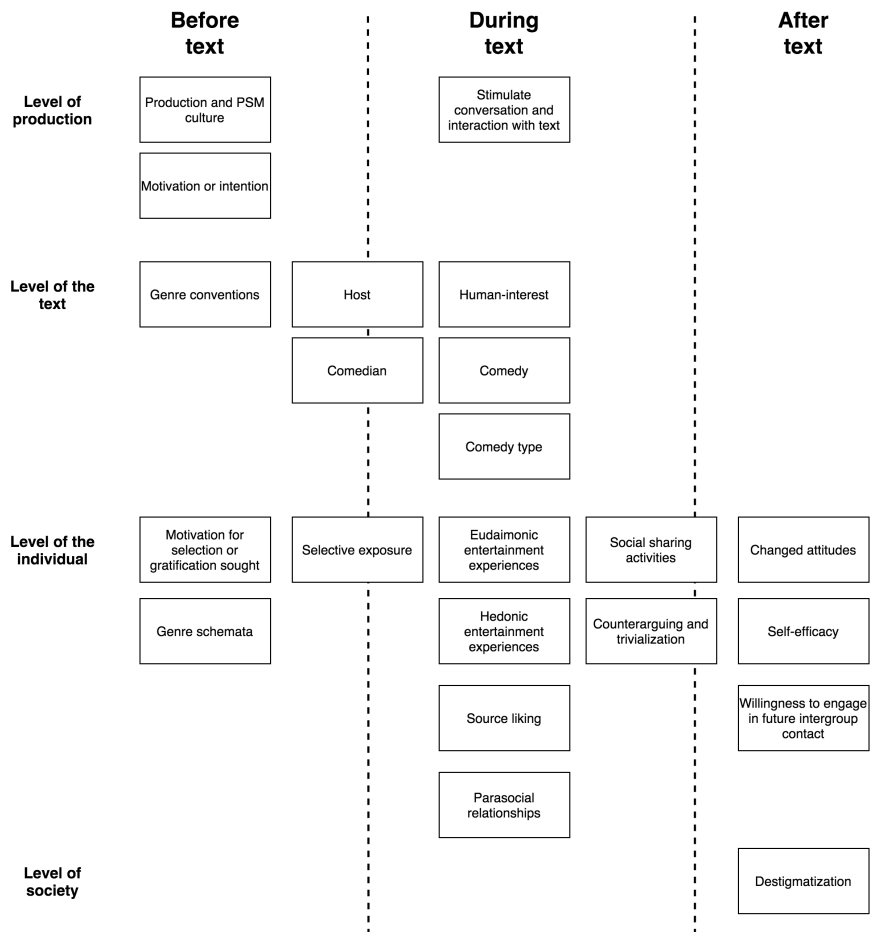 Before
text
During
text
After
text
Level of
production
Production and PSM
culture
Stimulate
conversation and
interaction with text
Motivation or intention
Level of the
text
Genre conventions
Host
Human-interest
Comedian
Comedy
Comedy type
Level of the
individual
Motivation for
selection or
gratification sought
Selective exposure
Eudaimonic
entertainment
experiences
Social sharing
activities
Changed attitudes
Genre schemata
Hedonic
entertainment
experiences
Counterarguing and
trivialization
Self-efficacy
Source liking
Willingness to engage
in future intergroup
contact
Parasocial
relationships
Level of
society
Destigmatization